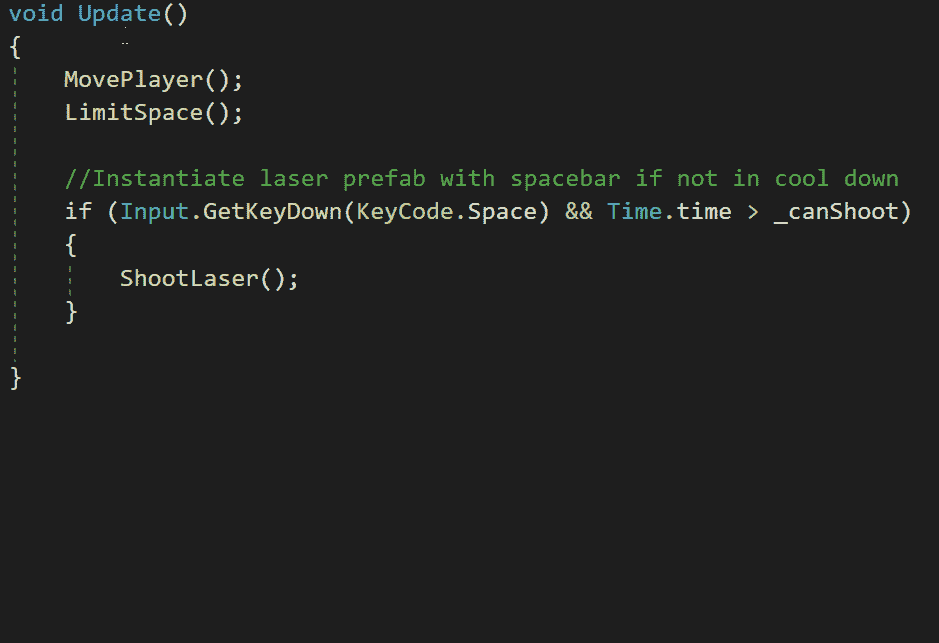 void Update()
{
    MovePlayer();
    LimitSpace();

    //Instantiate laser prefab with spacebar if not in cool down
    if (Input.GetKeyDown(KeyCode.Space) && Time.time > _canShoot)
    {
        ShootLaser();
    }

}